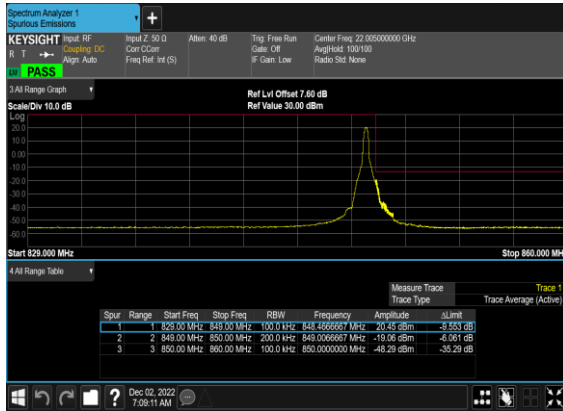 Spectrum Analyzer 1
Spurious Emissions
+
KEYSIGHT Input: RF Input Z: 50 Ω Atten: 40 dB Trig: Free Run Center Freq: 22.005000000 GHz
R T Coupling: DC Corr CCorr Gate: Off Avg|Hold: 100/100
Align: Auto Freq Ref: Int (S) IF Gain: Low Radio Std: None
PASS
3 All Range Graph
Ref Lvl Offset 7.60 dB
Scale/Div 10.0 dB Ref Value 30.00 dBm
Log
20.0
10.0
0.00
-10.0
-20.0
-30.0
-40.0
-50.0
-60.0
Start 829.000 MHz Stop 860.000 MH
4 All Range Table
Measure Trace Trace 1
Trace Type Trace Average (Active)
Spur Range Start Freq Stop Freq RBW Frequency Amplitude ΔLimit
1 1 829.00 MHz 849.00 MHz 100.0 kHz 848.4666667 MHz 20.45 dBm -9.553 dB
2 2 849.00 MHz 850.00 MHz 200.0 kHz 849.0066667 MHz -19.06 dBm -6.061 dB
3 3 850.00 MHz 860.00 MHz 100.0 kHz 850.0000000 MHz -48.29 dBm -35.29 dB
?
Dec 02, 2022
7:09:11 AM